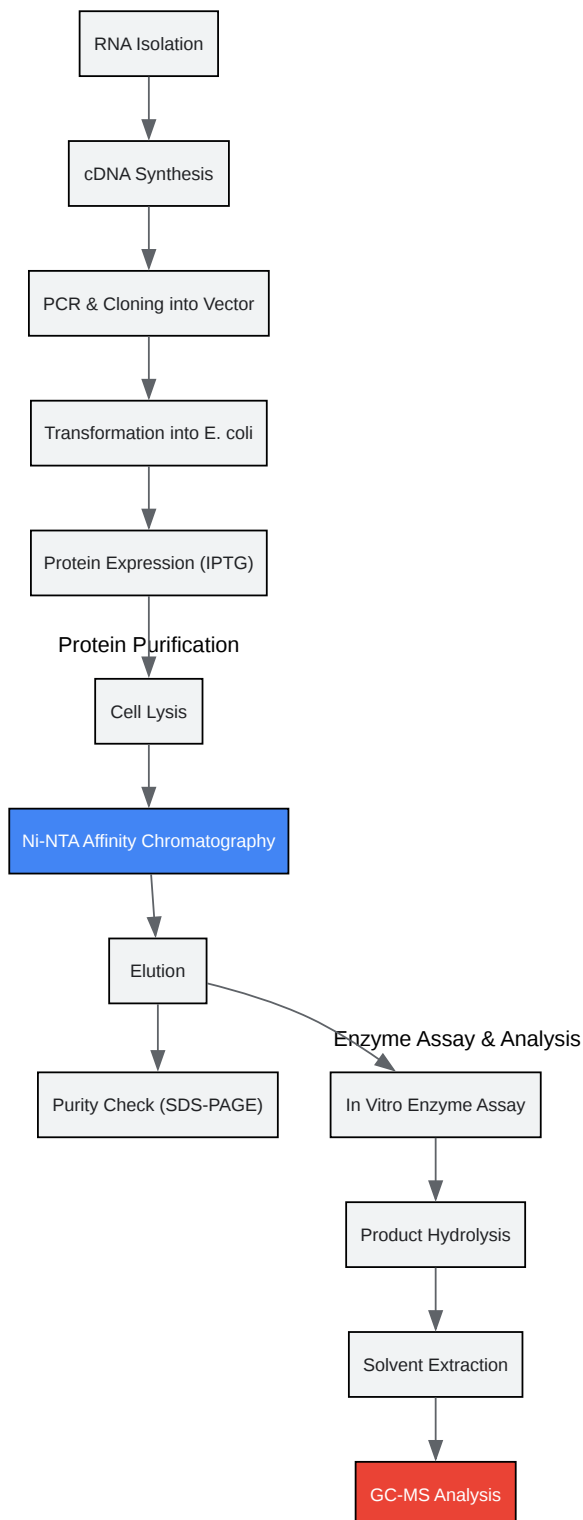 RNA Isolation
cDNA Synthesis
PCR & Cloning into Vector
Transformation into E. coli
Protein Expression (IPTG)
Protein Purification
Cell Lysis
Ni-NTA Affinity Chromatography
Elution
Enzyme Assay & Analysis
Purity Check (SDS-PAGE)
In Vitro Enzyme Assay
Product Hydrolysis
Solvent Extraction
GC-MS Analysis